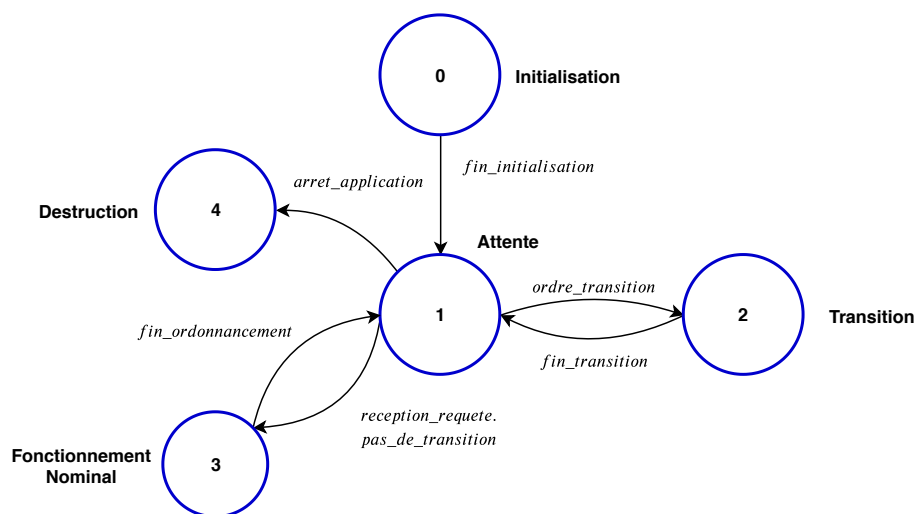 0
Initialisation
fin_initialisation
arret_application
4
Destruction
Attente
ordre_transition
1
2
Transition
fin_ordonnancement
fin_transition
reception_requete.
pas_de_transition
Fonctionnement
Nominal
3